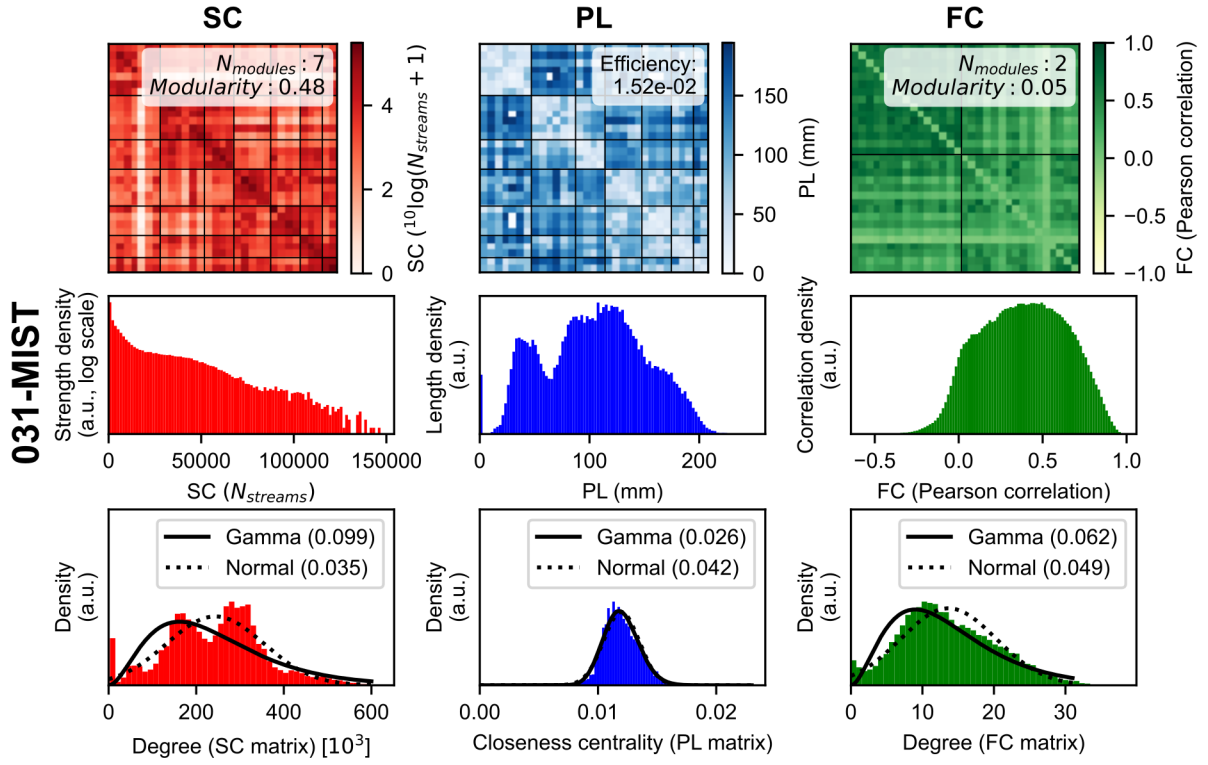 SC
PL
FC
N_modules : 7
Modularity : 0.48
4
2
0
SC (^10log(N_streams + 1)
Efficiency:
1.52e-02
150
100
50
0
PL (mm)
N_modules : 2
Modularity : 0.05
1.0
0.5
0.0
−0.5
−1.0
FC (Pearson correlation)
031-MIST
Strength density
(a.u., log scale)
0 50000 100000 150000
SC (N_streams)
Length density
(a.u.)
0 100 200
PL (mm)
Correlation density
(a.u.)
−0.5 0.0 0.5 1.0
FC (Pearson correlation)
Density
(a.u.)
Gamma (0.099)
Normal (0.035)
0 200 400 600
Degree (SC matrix) [10³]
Density
(a.u.)
Gamma (0.026)
Normal (0.042)
0.00 0.01 0.02
Closeness centrality (PL matrix)
Density
(a.u.)
Gamma (0.062)
Normal (0.049)
0 10 20 30
Degree (FC matrix)